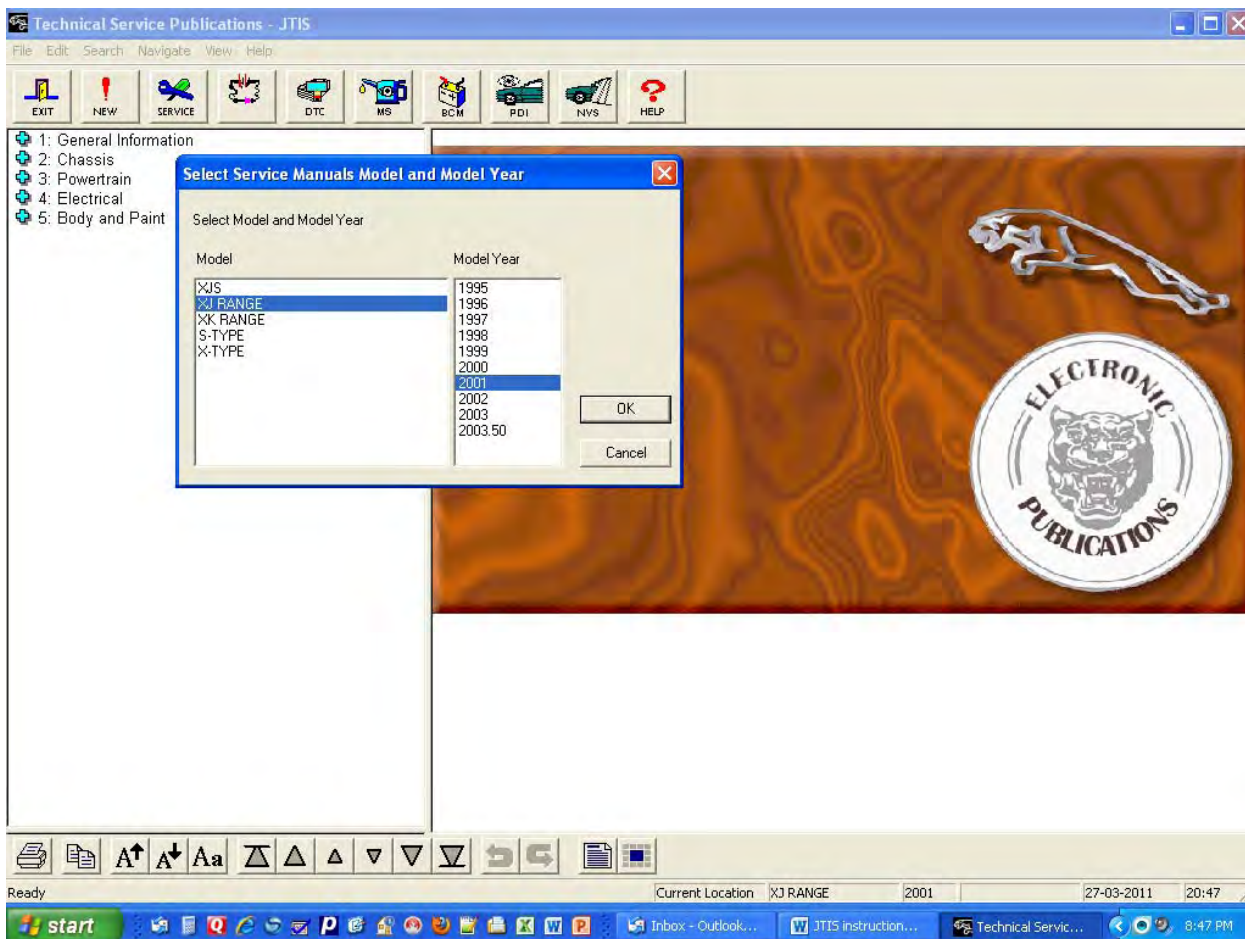 Technical Service Publications - JTIS
File Edit Search Navigate View Help
EXIT NEW SERVICE DTC MS BCM PDI NVS HELP
1: General Information
2: Chassis
3: Powertrain
4: Electrical
5: Body and Paint
Select Service Manuals Model and Model Year
Select Model and Model Year
Model Model Year
XJS
XJ RANGE
XK RANGE
S-TYPE
X-TYPE
1995
1996
1997
1998
1999
2000
2001
2002
2003
2003.50
OK
Cancel
ELECTRONIC
PUBLICATIONS
A A Aa
Ready Current Location XJ RANGE 2001 27-03-2011 20:47
start Inbox - Outlook... JTIS instruction... Technical Servic... 8:47 PM